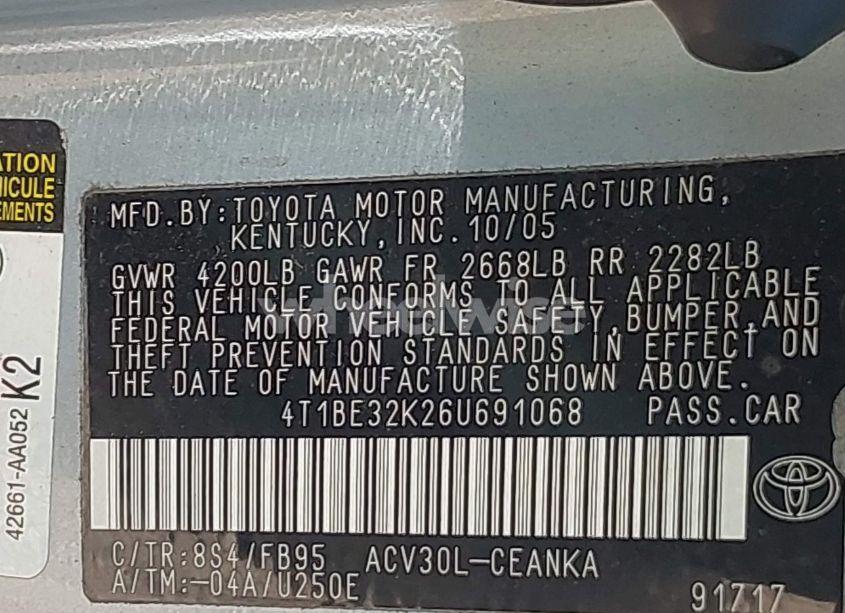 ATION
HICULE
EMENTS
42661-AA052
K2
MFD.BY:TOYOTA MOTOR MANUFACTURING,
KENTUCKY,INC. 10/05
GVWR 4200LB GAWR FR 2668LB RR 2282LB
THIS VEHICLE CONFORMS TO ALL APPLICABLE
FEDERAL MOTOR VEHICLE SAFETY,BUMPER,AND
THEFT PREVENTION STANDARDS IN EFFECT ON
THE DATE OF MANUFACTURE SHOWN ABOVE.
4T1BE32K26U691068 PASS.CAR
C/TR:8S4/FB95 ACV30L-CEANKA
A/TM:-04A/U250E
91717
wheelwise